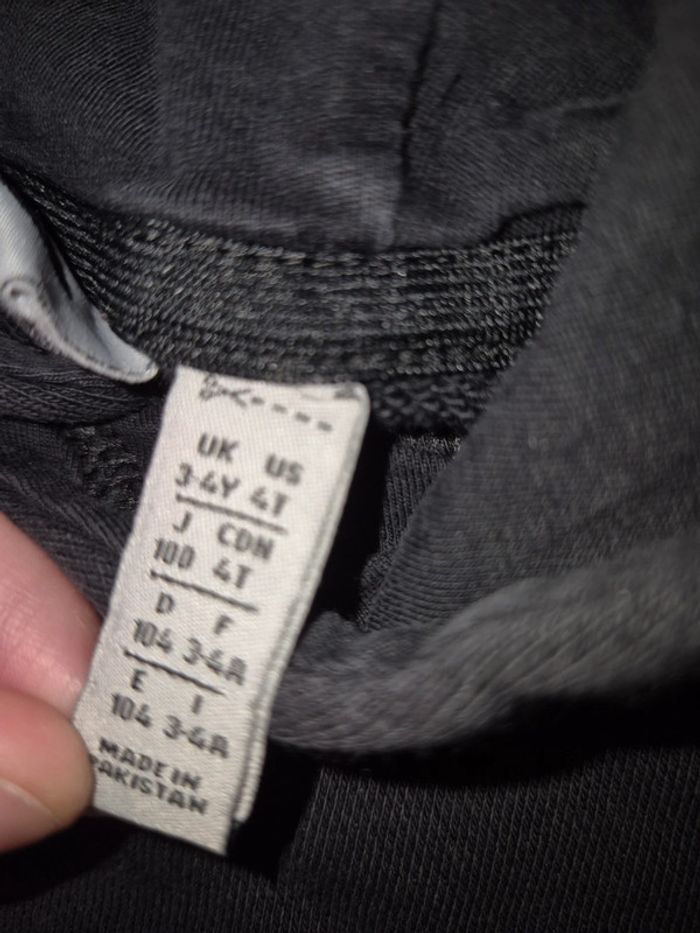 UK US
3-4Y 4T
J CDN
100 4T
D F
104 3-4A
E I
104 3-4A
MADE IN
PAKISTAN